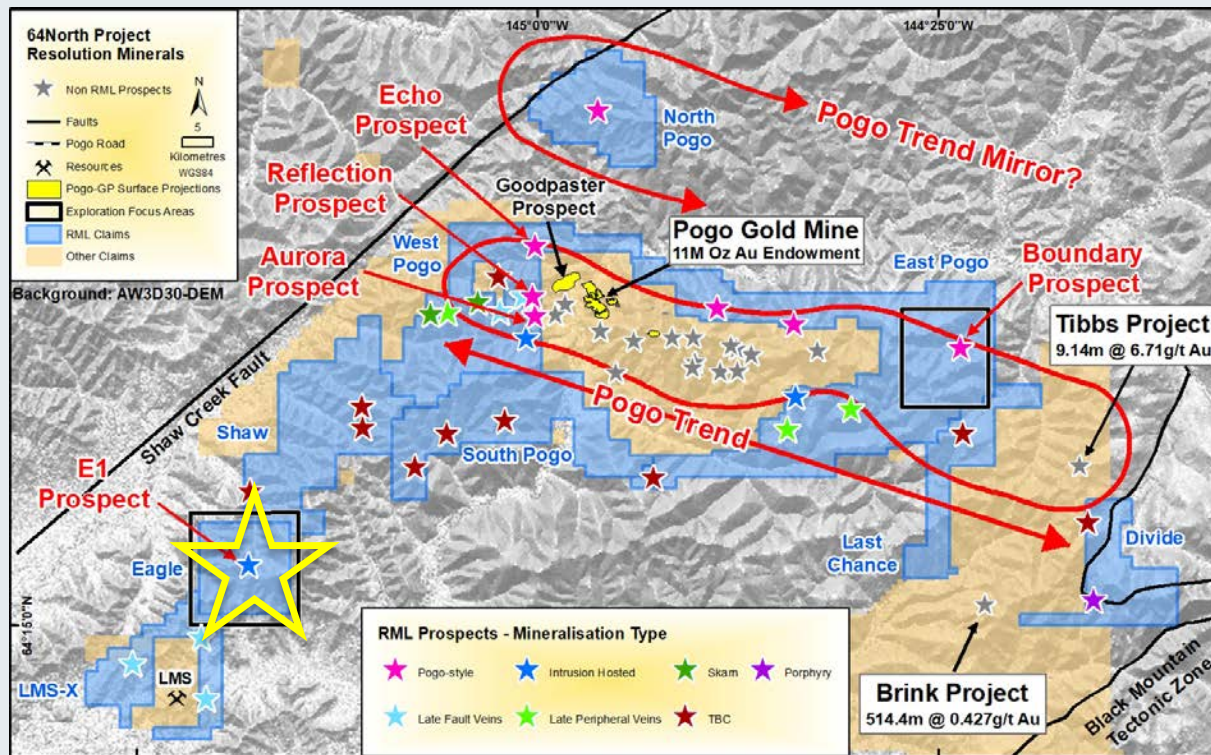 145°0'0"W
144°25'0"W
64North Project
Resolution Minerals
Non RML Prospects
N
5
Kilometres
WGS84
Faults
Pogo Road
Resources
Pogo-GP Surface Projections
Exploration Focus Areas
RML Claims
Other Claims
Background: AW3D30-DEM
Echo
Prospect
Reflection
Prospect
Aurora
Prospect
Goodpaster
Prospect
North
Pogo
Pogo Trend Mirror?
Pogo Gold Mine
11M Oz Au Endowment
West
Pogo
East Pogo
Boundary
Prospect
Tibbs Project
9.14m @ 6.71g/t Au
Shaw Creek Fault
Shaw
South Pogo
Pogo Trend
E1
Prospect
Eagle
Last
Chance
Divide
64°15'0"N
LMS-X
LMS
Brink Project
514.4m @ 0.427g/t Au
Black Mountain
Tectonic Zone
RML Prospects - Mineralisation Type
Pogo-style
Intrusion Hosted
Skarn
Porphyry
Late Fault Veins
Late Peripheral Veins
TBC